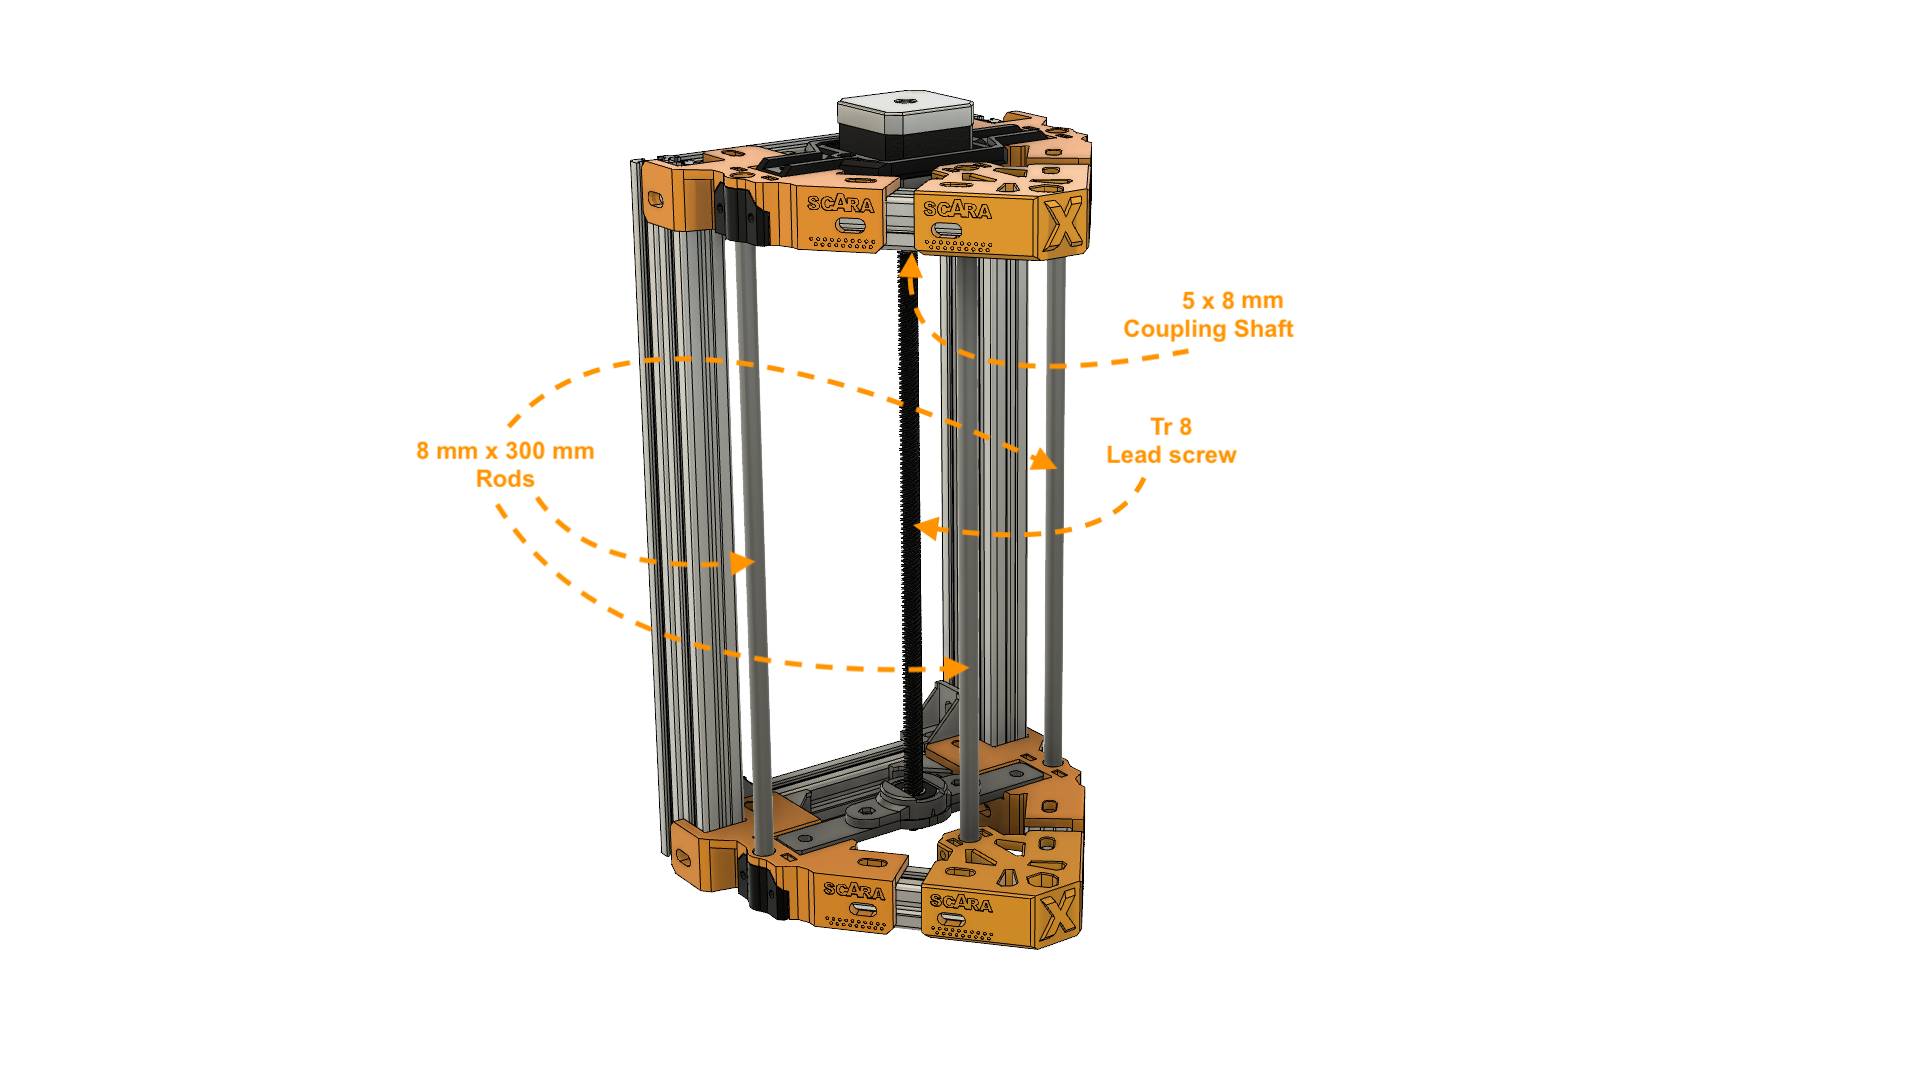 SCARA
SCARA X
5 x 8 mm
Coupling Shaft
Tr 8
Lead screw
8 mm x 300 mm
Rods
SCARA
SCARA X